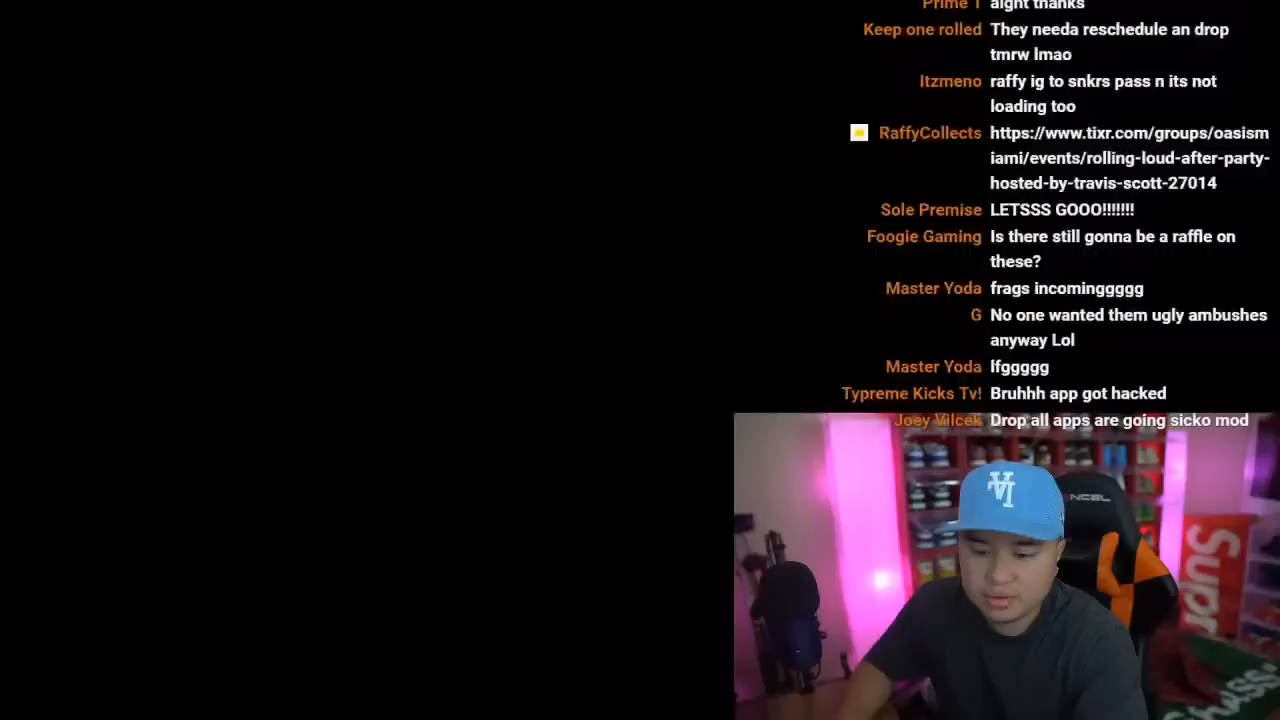 Prime 1 aight thanks
Keep one rolled They needa reschedule an drop
tmrw lmao
Itzmeno raffy ig to snkrs pass n its not
loading too
RaffyCollects https://www.tixr.com/groups/oasism
iami/events/rolling-loud-after-party-
hosted-by-travis-scott-27014
Sole Premise LETSSS GOOO!!!!!!!
Foogie Gaming Is there still gonna be a raffle on
these?
Master Yoda frags incominggggg
G No one wanted them ugly ambushes
anyway Lol
Master Yoda lfggggg
Typreme Kicks Tv! Bruhhh app got hacked
Joey Vilcek Drop all apps are going sicko mod
VI
NCEL
Supr